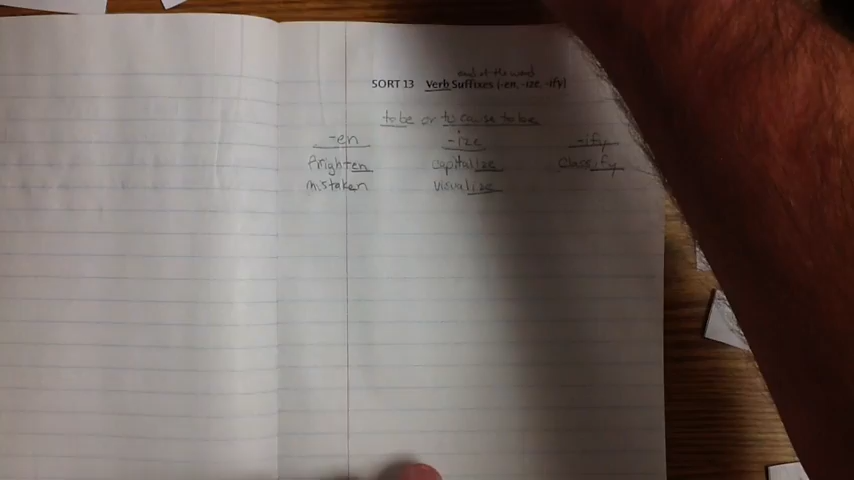 end of the word
SORT 13 Verb Suffixes (-en, -ize, -ify)
to be or to cause to be
-en -ize -ify
frighten capitalize classify
mistaken visualize